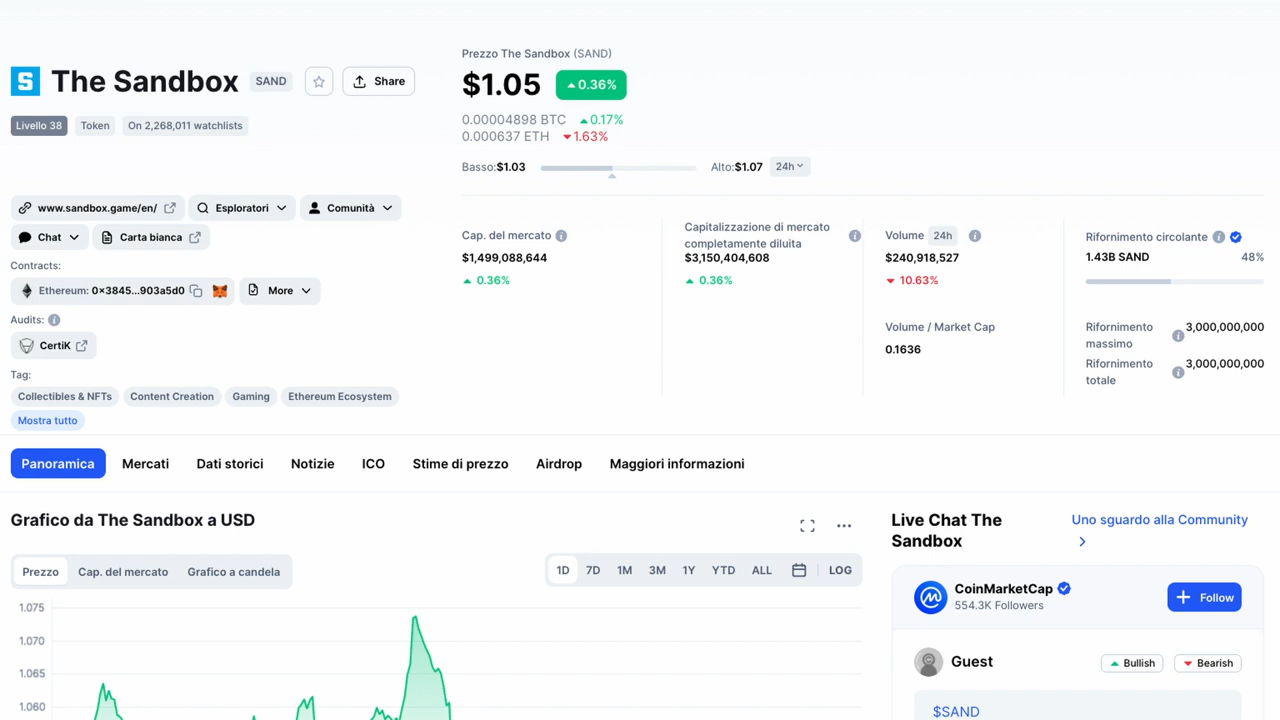 The Sandbox
SAND
Share
Livello 38
Token
On 2,268,011 watchlists
www.sandbox.game/en/
Esploratori
Comunità
Chat
Carta bianca
Contracts:
Ethereum: 0x3845...903a5d0
More
Audits:
CertiK
Tag:
Collectibles & NFTs
Content Creation
Gaming
Ethereum Ecosystem
Mostra tutto
Prezzo The Sandbox (SAND)
$1.05
0.36%
0.00004898 BTC
0.17%
0.000637 ETH
1.63%
Basso:$1.03
Alto:$1.07
24h
Cap. del mercato
$1,499,088,644
0.36%
Capitalizzazione di mercato
completamente diluita
$3,150,404,608
0.36%
Volume 24h
$240,918,527
10.63%
Volume / Market Cap
0.1636
Rifornimento circolante
1.43B SAND
48%
Rifornimento
massimo
3,000,000,000
Rifornimento
totale
3,000,000,000
Panoramica
Mercati
Dati storici
Notizie
ICO
Stime di prezzo
Airdrop
Maggiori informazioni
Grafico da The Sandbox a USD
Prezzo
Cap. del mercato
Grafico a candela
1D
7D
1M
3M
1Y
YTD
ALL
LOG
1.075
1.070
1.065
1.060
Live Chat The
Sandbox
Uno sguardo alla Community
CoinMarketCap
554.3K Followers
Follow
Guest
Bullish
Bearish
$SAND